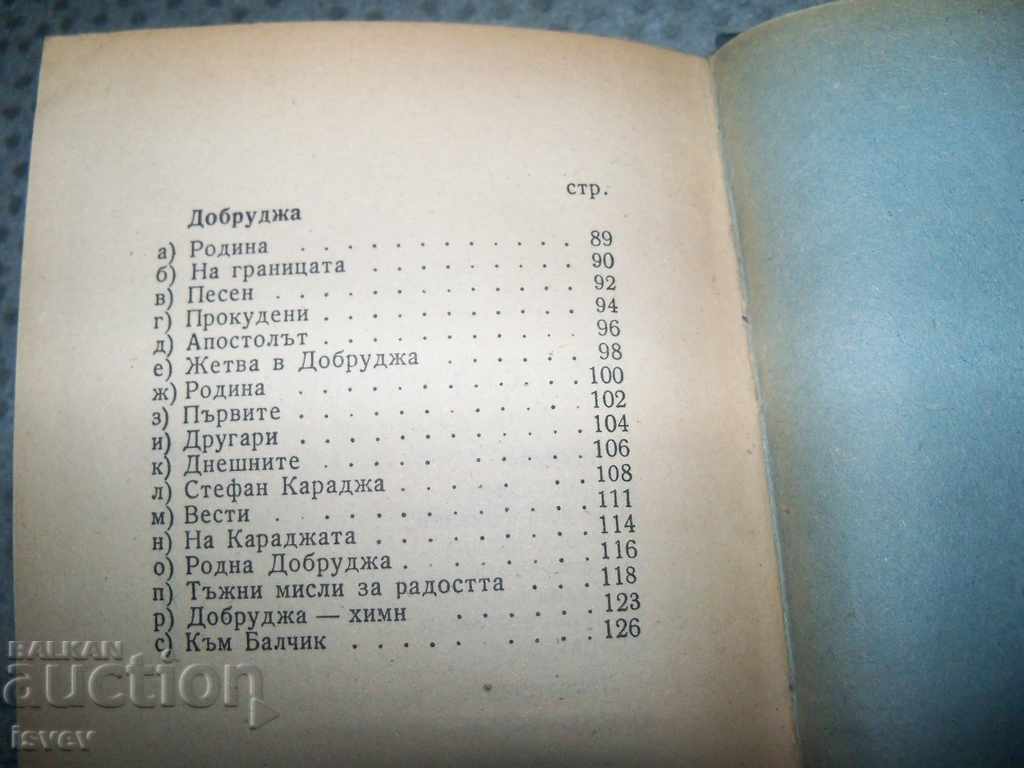 стр.
Добруджа
а) Родина . . . . . . . . . . . . 89
б) На границата . . . . . . . . . 90
в) Песен . . . . . . . . . . . . 92
г) Прокудени . . . . . . . . . . . 94
д) Апостолът . . . . . . . . . . . 96
е) Жетва в Добруджа . . . . . . 98
ж) Родина . . . . . . . . . . . . 100
з) Първите . . . . . . . . . . . . 102
и) Другари . . . . . . . . . . . . 104
к) Днешните . . . . . . . . . . 106
л) Стефан Караджа . . . . . . 108
м) Вести . . . . . . . . . . . . 111
н) На Караджата . . . . . . . . . 114
о) Родна Добруджа . . . . . . . . 116
п) Тъжни мисли за радостта . . . 118
р) Добруджа — химн . . . . . . 123
с) Към Балчик . . . . . . . . . 126
BALKAN
auction
isvev